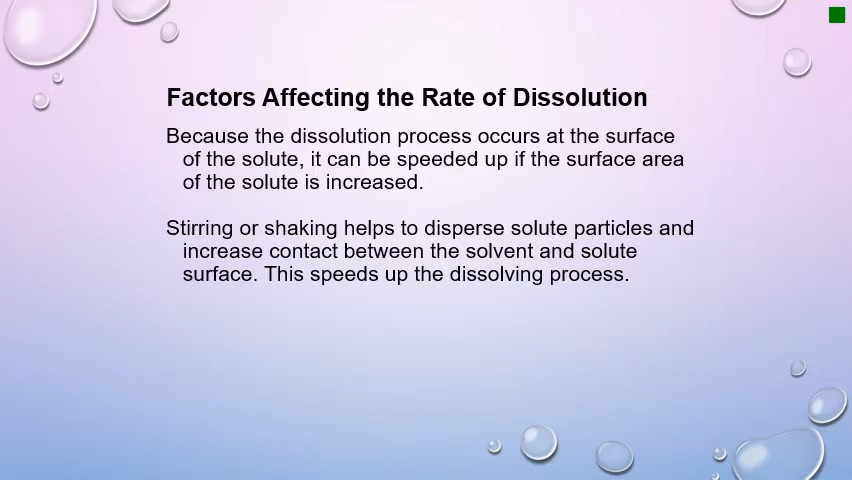 Factors Affecting the Rate of Dissolution
Because the dissolution process occurs at the surface
of the solute, it can be speeded up if the surface area
of the solute is increased.
Stirring or shaking helps to disperse solute particles and
increase contact between the solvent and solute
surface. This speeds up the dissolving process.